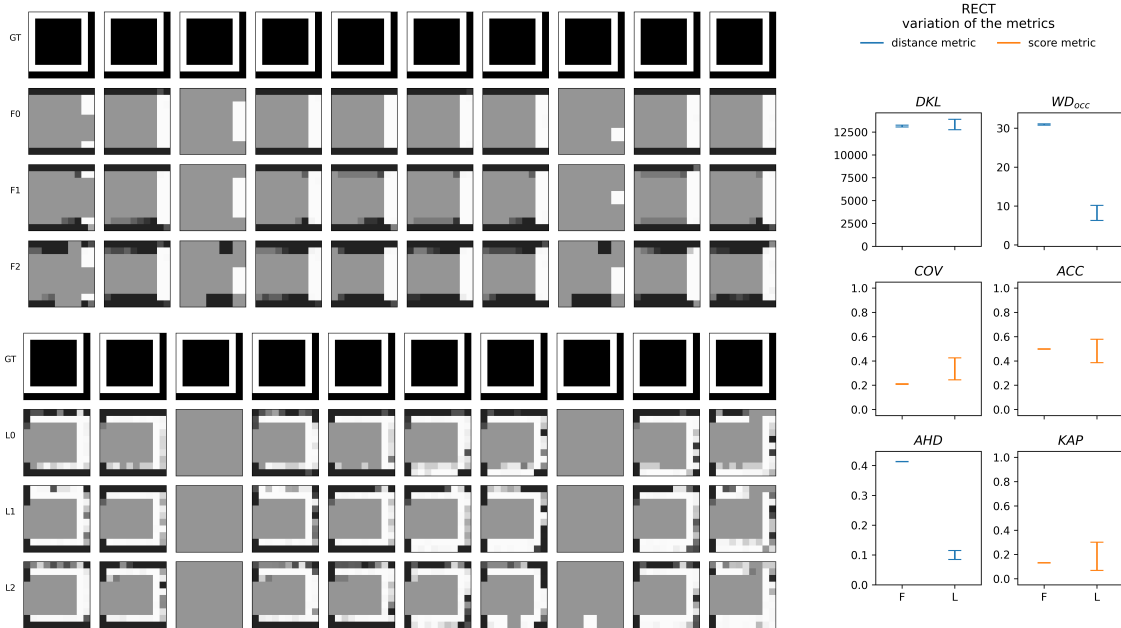 GT
F0
F1
F2
GT
L0
L1
L2
RECT
variation of the metrics
distance metric
score metric
DKL
12500
10000
7500
5000
2500
0
WD_occ
30
20
10
0
COV
1.0
0.8
0.6
0.4
0.2
0.0
ACC
1.0
0.8
0.6
0.4
0.2
0.0
AHD
0.4
0.3
0.2
0.1
0.0
F L
KAP
1.0
0.8
0.6
0.4
0.2
0.0
F L